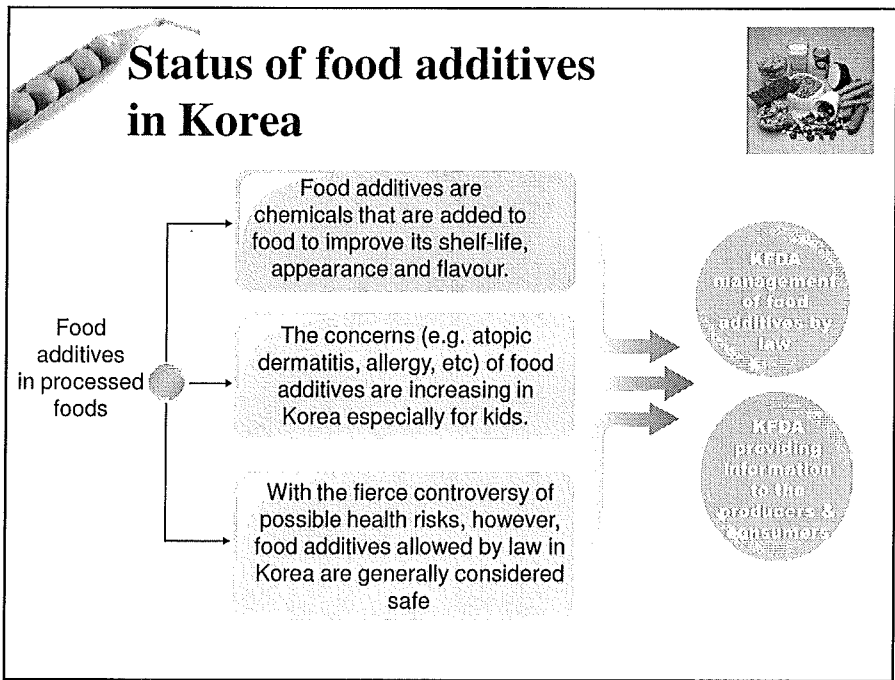 Status of food additives
in Korea
Food additives are
chemicals that are added to
food to improve its shelf-life,
appearance and flavour.
Food
additives
in processed
foods
The concerns (e.g. atopic
dermatitis, allergy, etc) of food
additives are increasing in
Korea especially for kids.
With the fierce controversy of
possible health risks, however,
food additives allowed by law in
Korea are generally considered
safe
KFDA
management
of food
additives by
law
KFDA
providing
information
to the
producers &
consumers